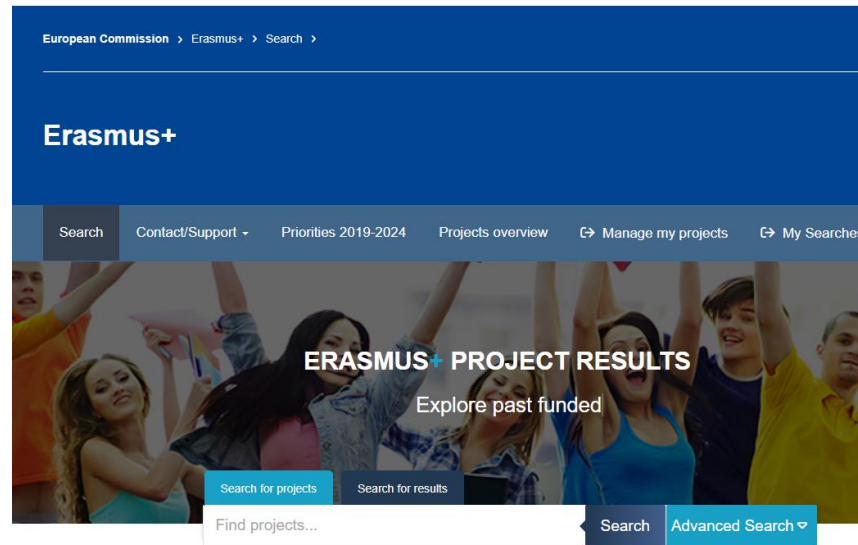 European Commission > Erasmus+ > Search >
Erasmus+
Search Contact/Support Priorities 2019-2024 Projects overview Manage my projects My Searches
ERASMUS+ PROJECT RESULTS
Explore past funded
Search for projects Search for results
Find projects... Search Advanced Search